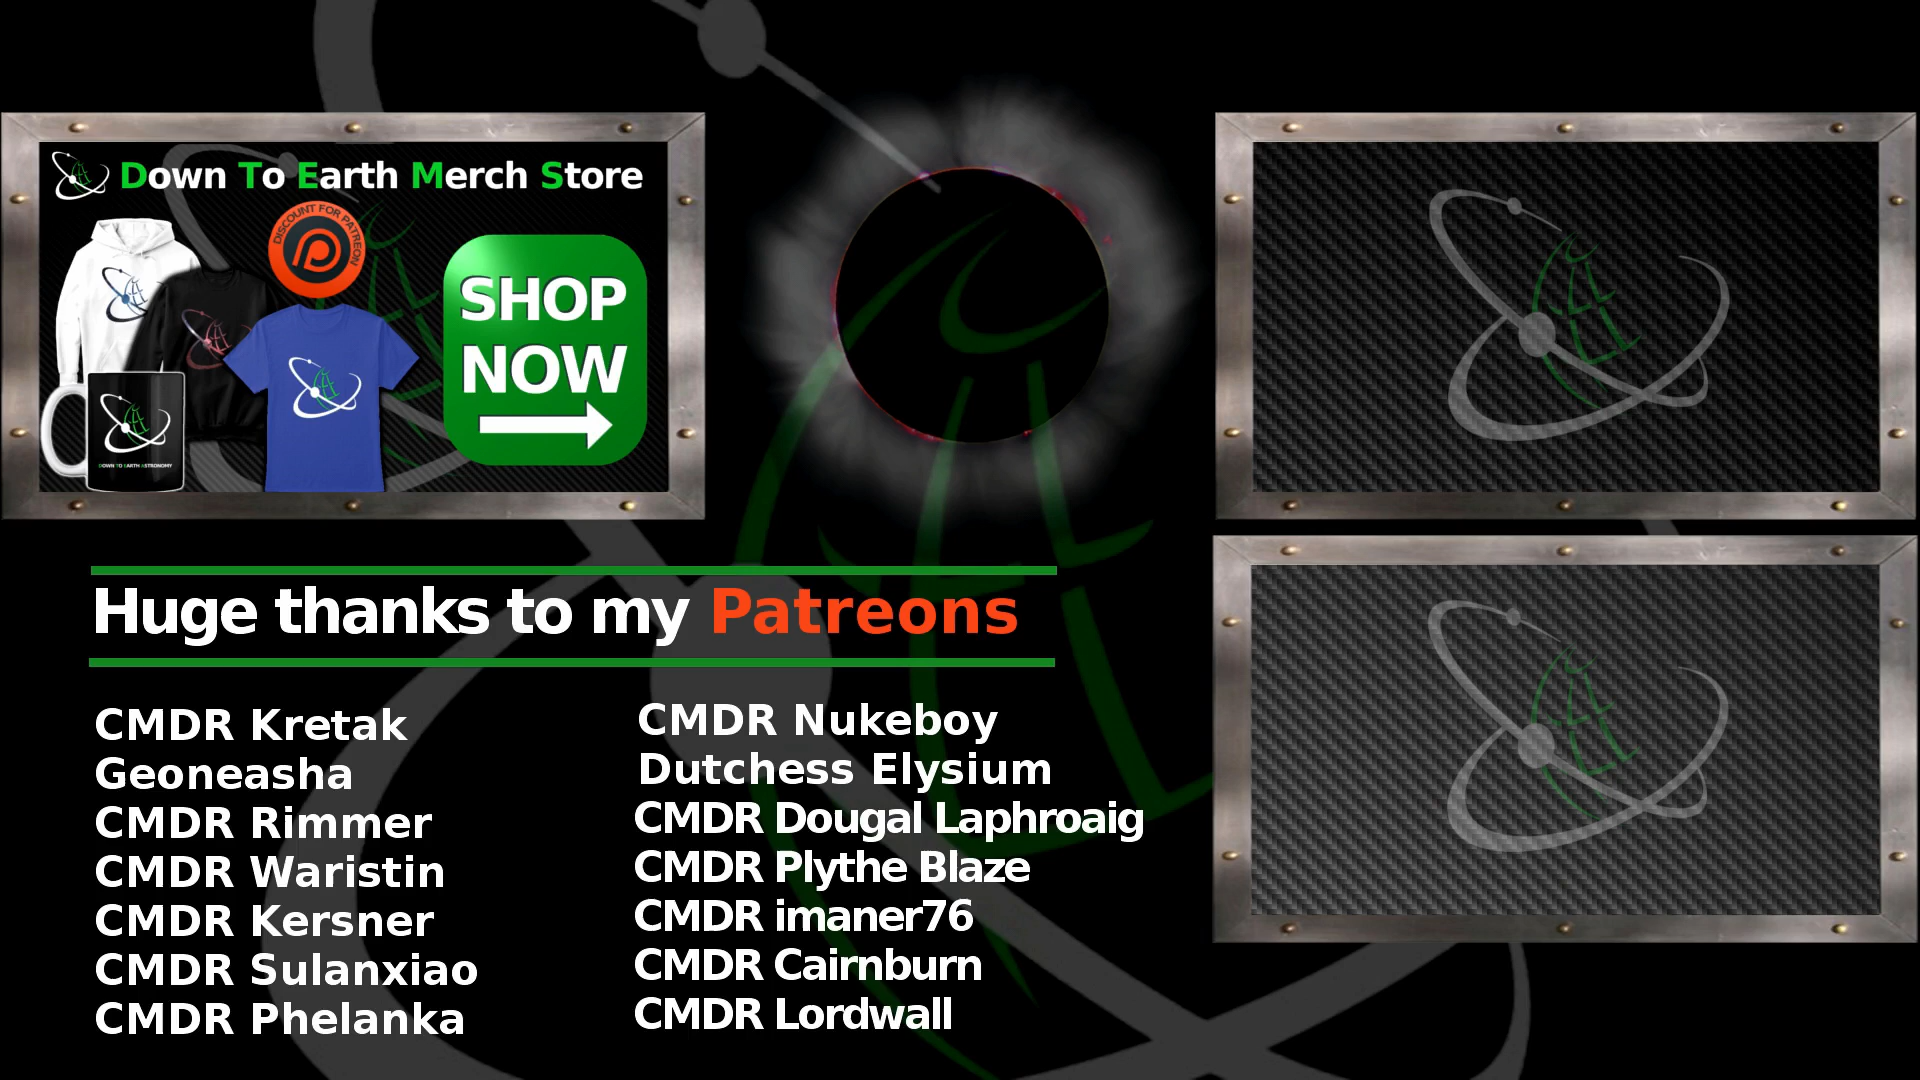 Down To Earth Merch Store
DISCOUNT FOR PATREON
SHOP
NOW
DOWN TO EARTH ASTRONOMY
Huge thanks to my Patreons
CMDR Kretak
Geoneasha
CMDR Rimmer
CMDR Waristin
CMDR Kersner
CMDR Sulanxiao
CMDR Phelanka
CMDR Nukeboy
Dutchess Elysium
CMDR Dougal Laphroaig
CMDR Plythe Blaze
CMDR imaner76
CMDR Cairnburn
CMDR Lordwall